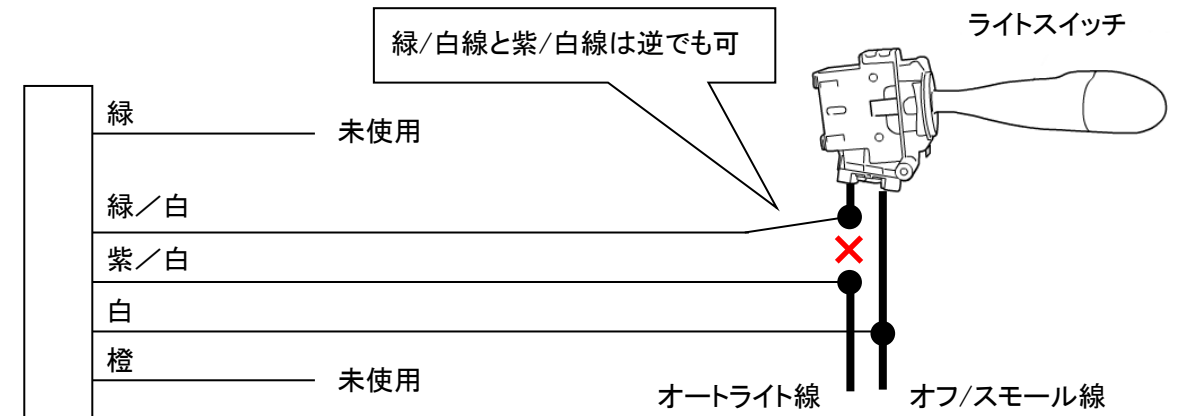 ライトスイッチ
緑/白線と紫/白線は逆でも可
緑
未使用
緑／白
紫／白
白
橙
未使用
オートライト線
オフ/スモール線